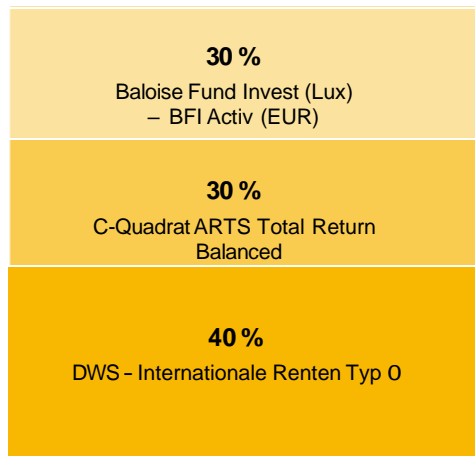 30 %
Baloise Fund Invest (Lux)
– BFI Activ (EUR)
30 %
C-Quadrat ARTS Total Return
Balanced
40 %
DWS – Internationale Renten Typ O